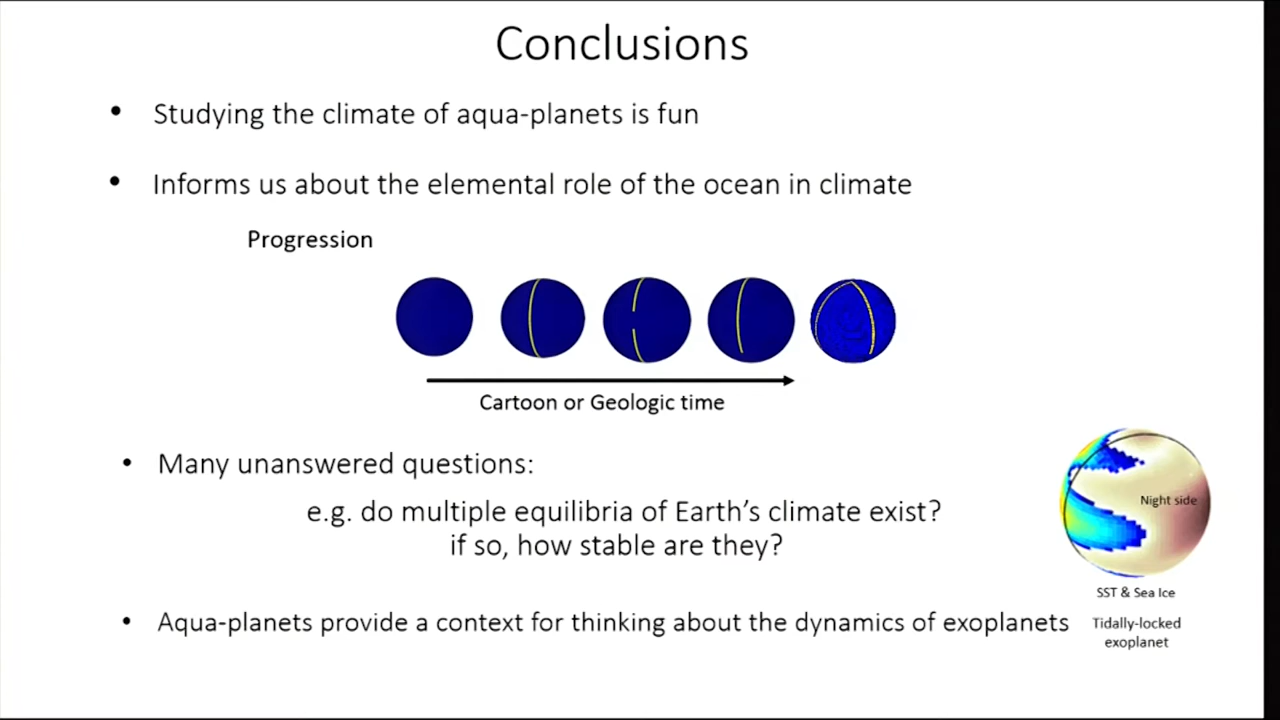 Conclusions
• Studying the climate of aqua-planets is fun
• Informs us about the elemental role of the ocean in climate
Progression
Cartoon or Geologic time
• Many unanswered questions:
e.g. do multiple equilibria of Earth's climate exist?
if so, how stable are they?
Night side
SST & Sea Ice
• Aqua-planets provide a context for thinking about the dynamics of exoplanets
Tidally-locked
exoplanet